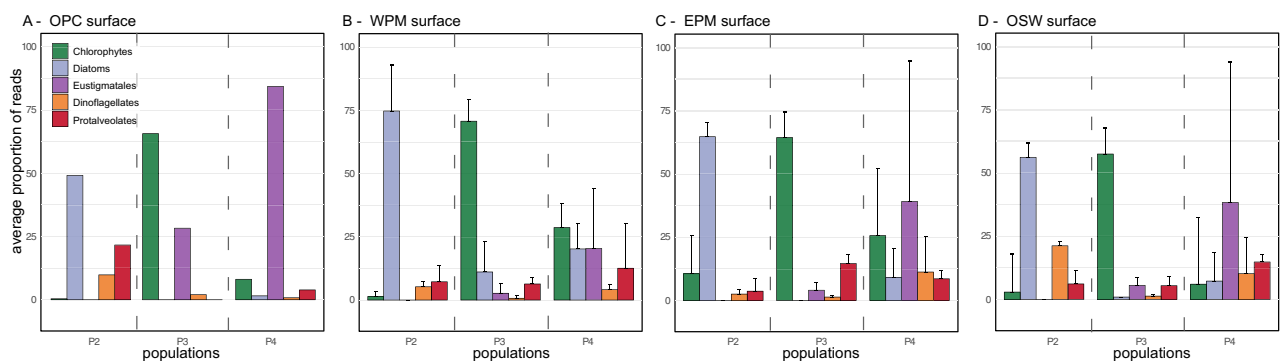 A - OPC surface
B - WPM surface
C - EPM surface
D - OSW surface
average proportion of reads
100
75
50
25
0
Chlorophytes
Diatoms
Eustigmatales
Dinoflagellates
Protalveolates
P2
P3
P4
populations
100
75
50
25
0
P2
P3
P4
populations
100
75
50
25
0
P2
P3
P4
populations
100
75
50
25
0
P2
P3
P4
populations